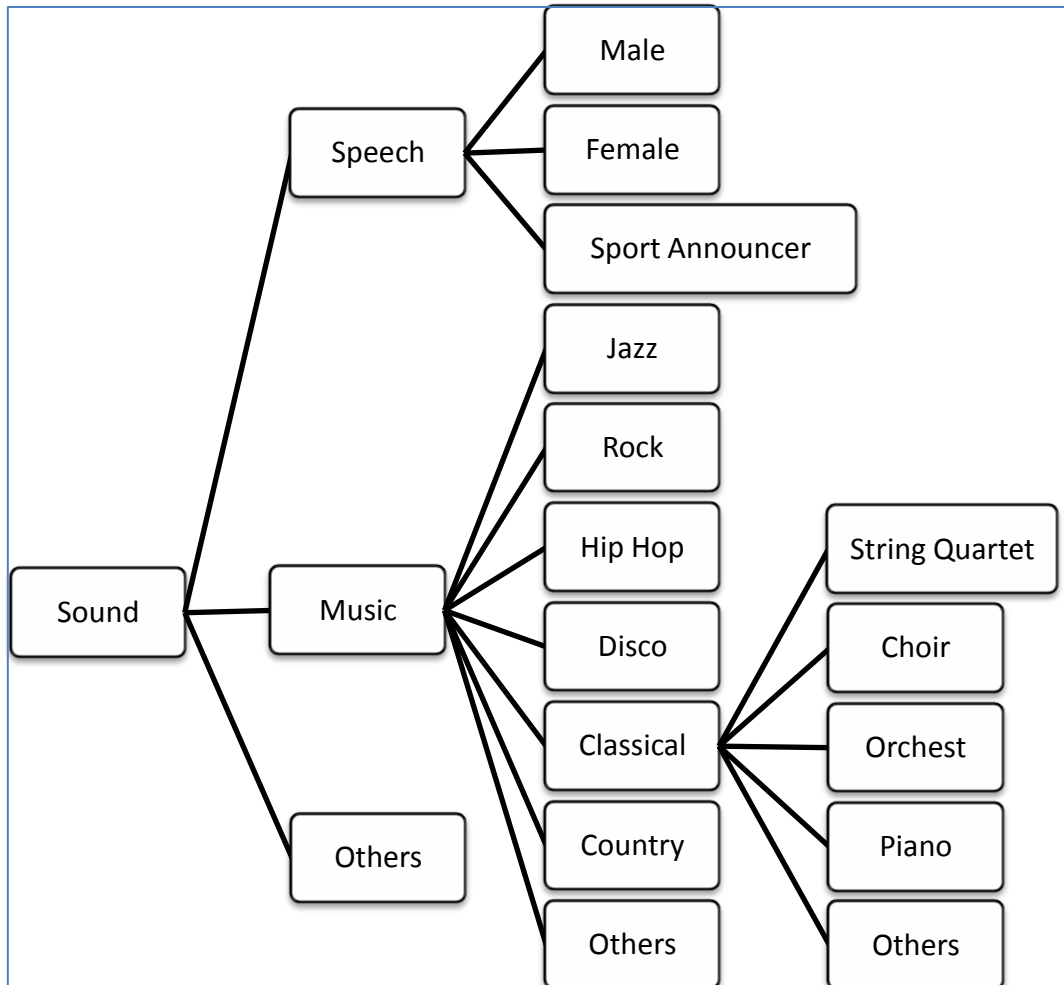 Male
Speech
Female
Sport Announcer
Jazz
Rock
Hip Hop
String Quartet
Sound
Music
Choir
Disco
Classical
Orchest
Country
Piano
Others
Others
Others